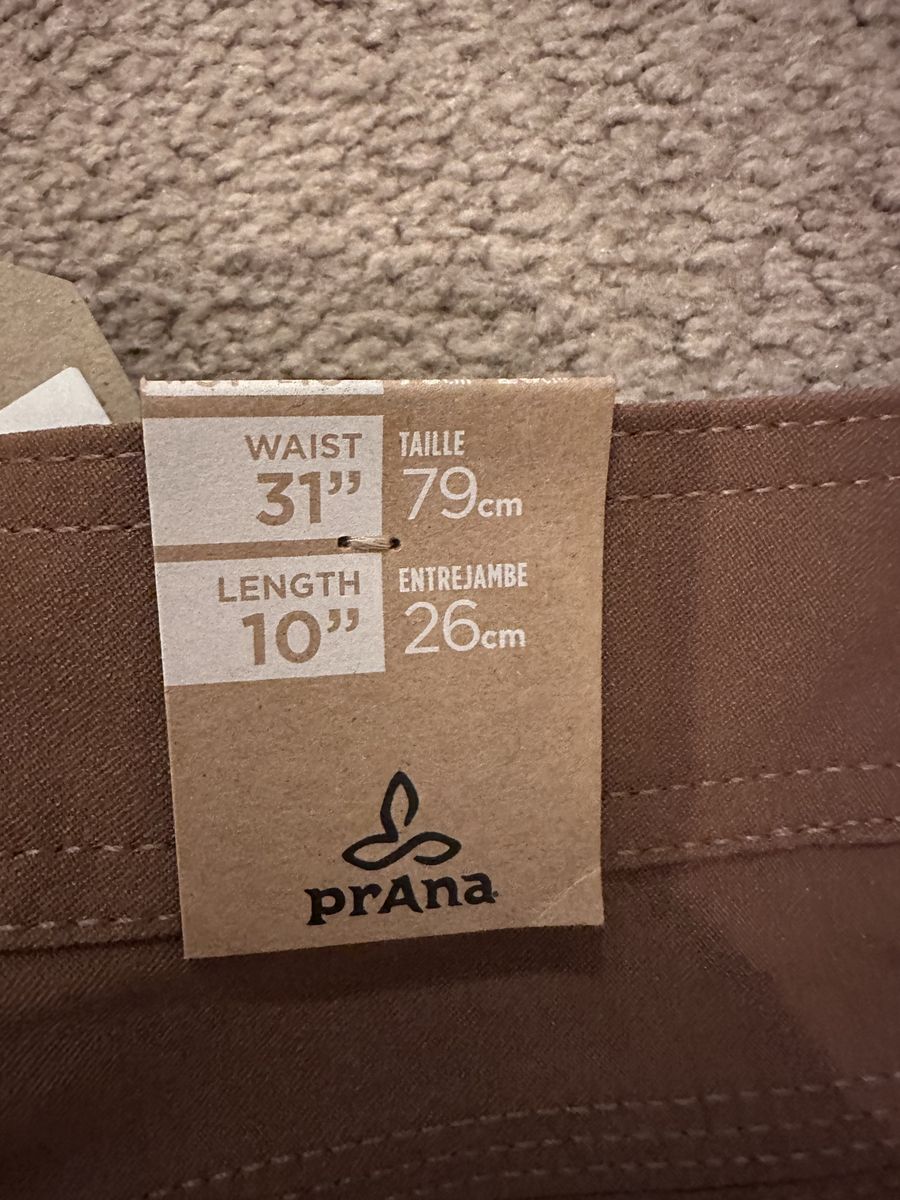 WAIST
31”
TAILLE
79cm
LENGTH
10”
ENTREJAMBE
26cm
prAna